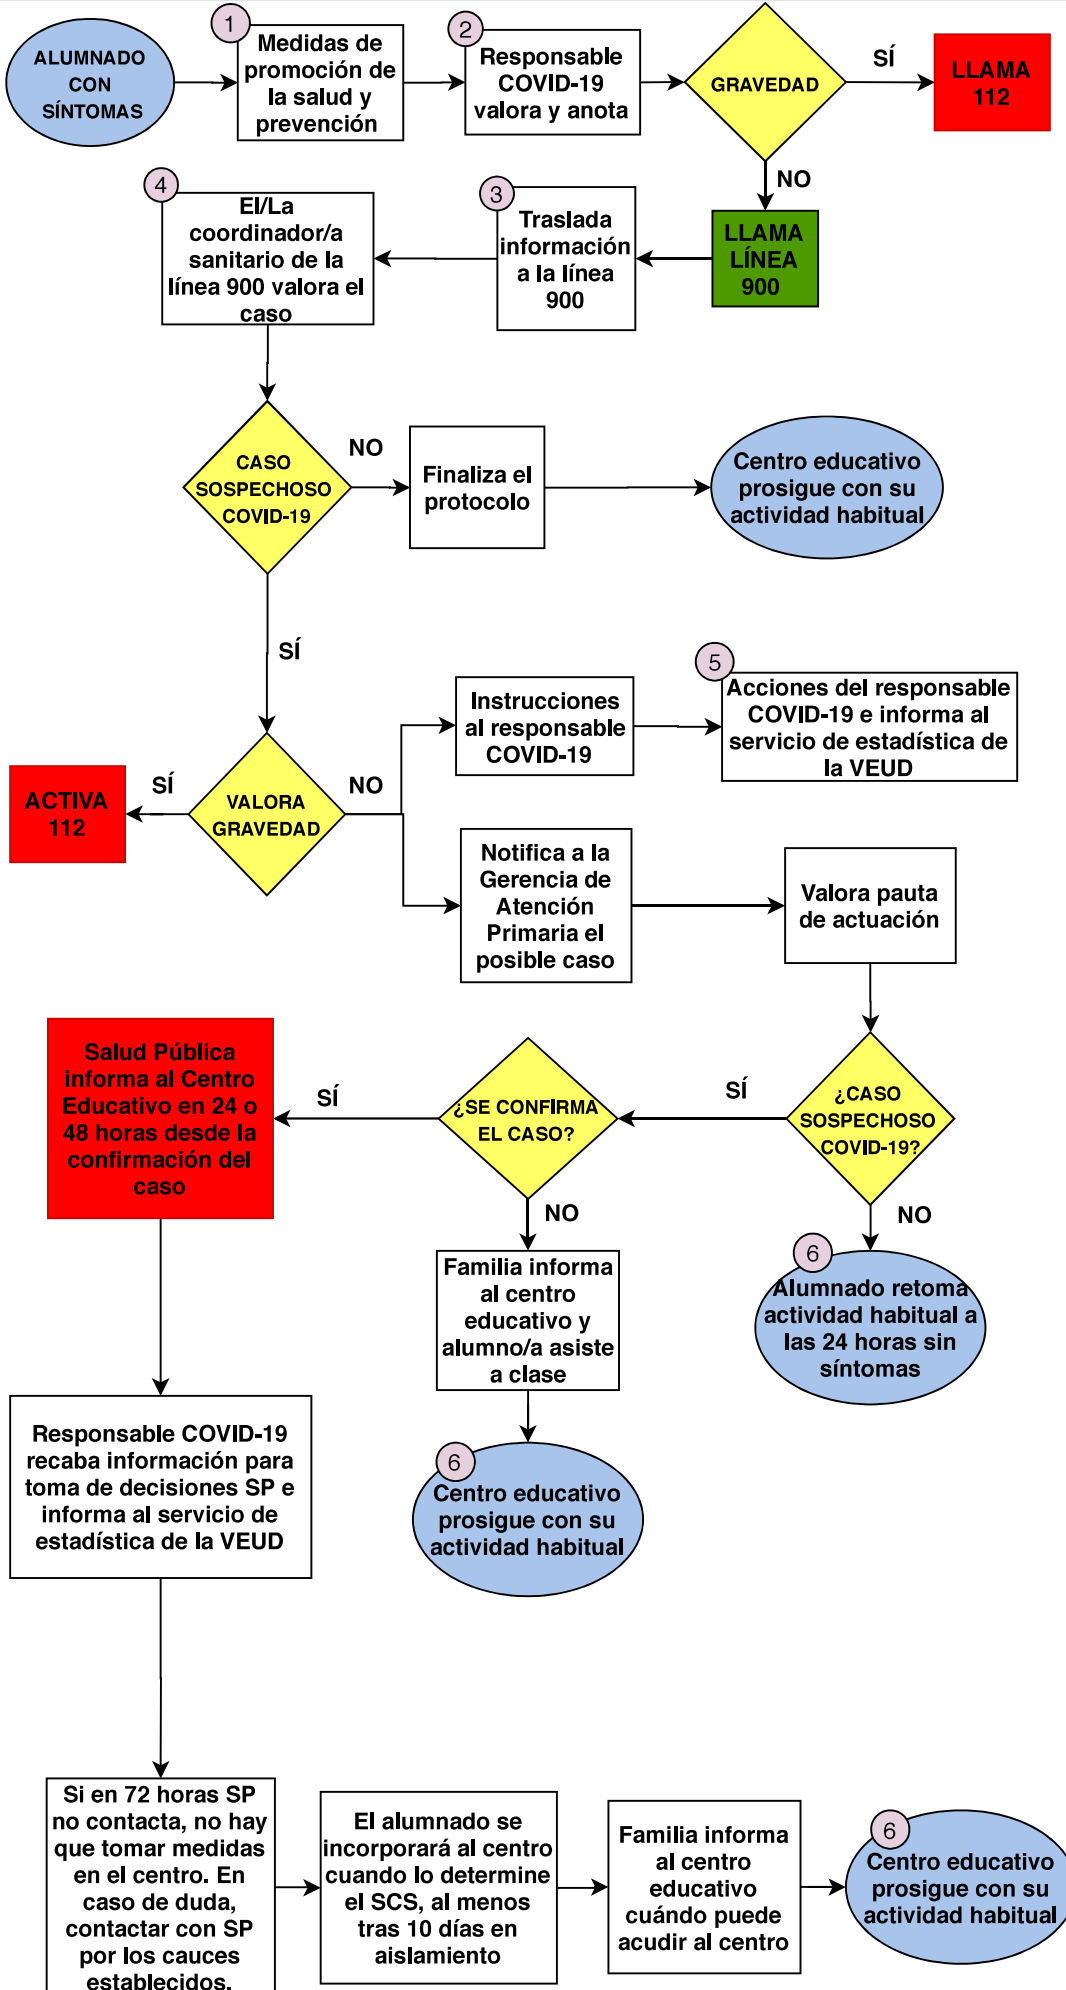 ALUMNADO
CON
SÍNTOMAS
1
Medidas de
promoción de
la salud y
prevención
2
Responsable
COVID-19
valora y anota
GRAVEDAD
SÍ
LLAMA
112
NO
LLAMA
LÍNEA
900
3
Traslada
información
a la línea
900
4
El/La
coordinador/a
sanitario de la
línea 900 valora el
caso
CASO
SOSPECHOSO
COVID-19
NO
Finaliza el
protocolo
Centro educativo
prosigue con su
actividad habitual
SÍ
VALORA
GRAVEDAD
SÍ
ACTIVA
112
NO
Instrucciones
al responsable
COVID-19
5
Acciones del responsable
COVID-19 e informa al
servicio de estadística de
la VEUD
Notifica a la
Gerencia de
Atención
Primaria el
posible caso
Valora pauta
de actuación
¿CASO
SOSPECHOSO
COVID-19?
SÍ
NO
6
Alumnado retoma
actividad habitual a
las 24 horas sin
síntomas
¿SE CONFIRMA
EL CASO?
SÍ
NO
Familia informa
al centro
educativo y
alumno/a asiste
a clase
6
Centro educativo
prosigue con su
actividad habitual
Salud Pública
informa al Centro
Educativo en 24 o
48 horas desde la
confirmación del
caso
Responsable COVID-19
recaba información para
toma de decisiones SP e
informa al servicio de
estadística de la VEUD
Si en 72 horas SP
no contacta, no hay
que tomar medidas
en el centro. En
caso de duda,
contactar con SP
por los cauces
establecidos.
El alumnado se
incorporará al centro
cuando lo determine
el SCS, al menos
tras 10 días en
aislamiento
Familia informa
al centro
educativo
cuándo puede
acudir al centro
6
Centro educativo
prosigue con su
actividad habitual